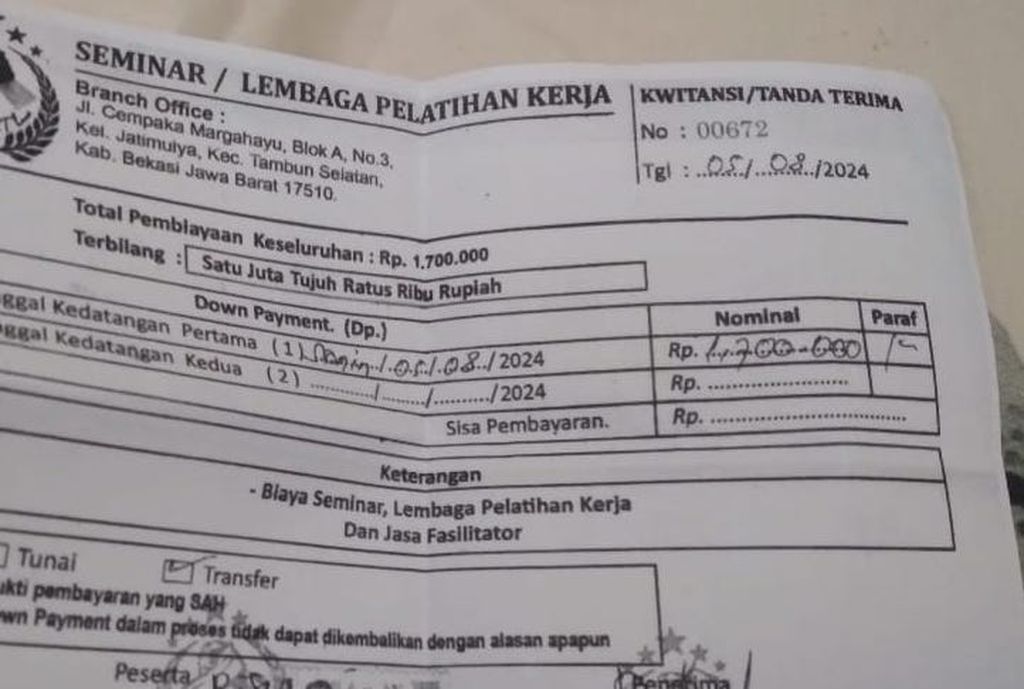 SEMINAR / LEMBAGA PELATIHAN KERJA
Branch Office :
Jl. Cempaka Margahayu, Blok A, No.3,
Kel. Jatimulya, Kec. Tambun Selatan,
Kab. Bekasi Jawa Barat 17510.
KWITANSI/TANDA TERIMA
No : 00672
Tgl : ..05../...08../2024
Total Pembiayaan Keseluruhan : Rp. 1.700.000
Terbilang : Satu Juta Tujuh Ratus Ribu Rupiah
Down Payment. (Dp.) Nominal Paraf
nggal Kedatangan Pertama (1) Senin./.05./.08../2024 Rp. 1.700.000
nggal Kedatangan Kedua (2) ............/......../........../2024 Rp. .......................
Sisa Pembayaran. Rp. ................................
Keterangan
- Biaya Seminar, Lembaga Pelatihan Kerja
Dan Jasa Fasilitator
Tunai Transfer
ukti pembayaran yang SAH
own Payment dalam proses tidak dapat dikembalikan dengan alasan apapun
Peserta Penerima